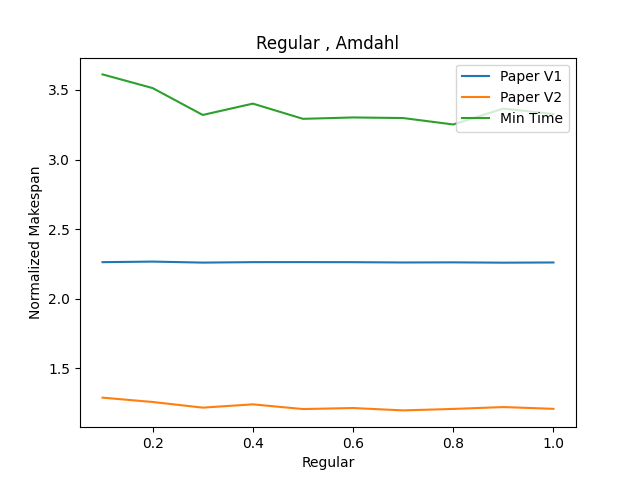 Regular , Amdahl
Paper V1
Paper V2
Min Time
Normalized Makespan
3.5
3.0
2.5
2.0
1.5
0.2
0.4
0.6
0.8
1.0
Regular